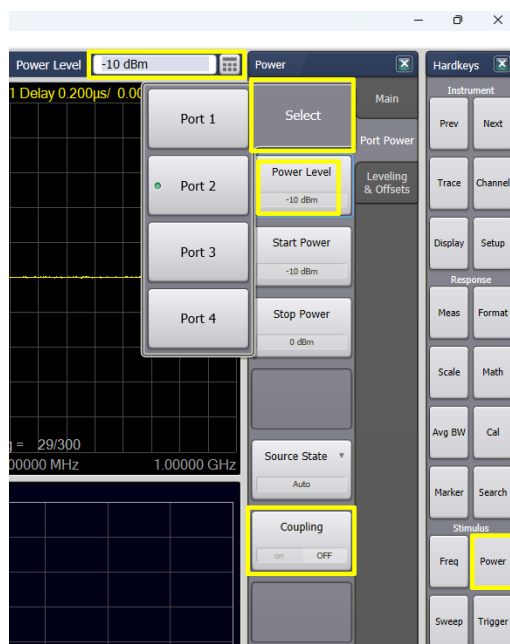 Power Level -10 dBm
Power
Hardkeys
1 Delay 0.200µs/ 0.00
Port 1
Port 2
Port 3
Port 4
g = 29/300
00000 MHz 1.00000 GHz
Select
Power Level
-10 dBm
Start Power
-10 dBm
Stop Power
0 dBm
Source State
Auto
Coupling
on OFF
Main
Port Power
Leveling
& Offsets
Instrument
Prev Next
Trace Channel
Display Setup
Response
Meas Format
Scale Math
Avg BW Cal
Marker Search
Stimulus
Freq Power
Sweep Trigger